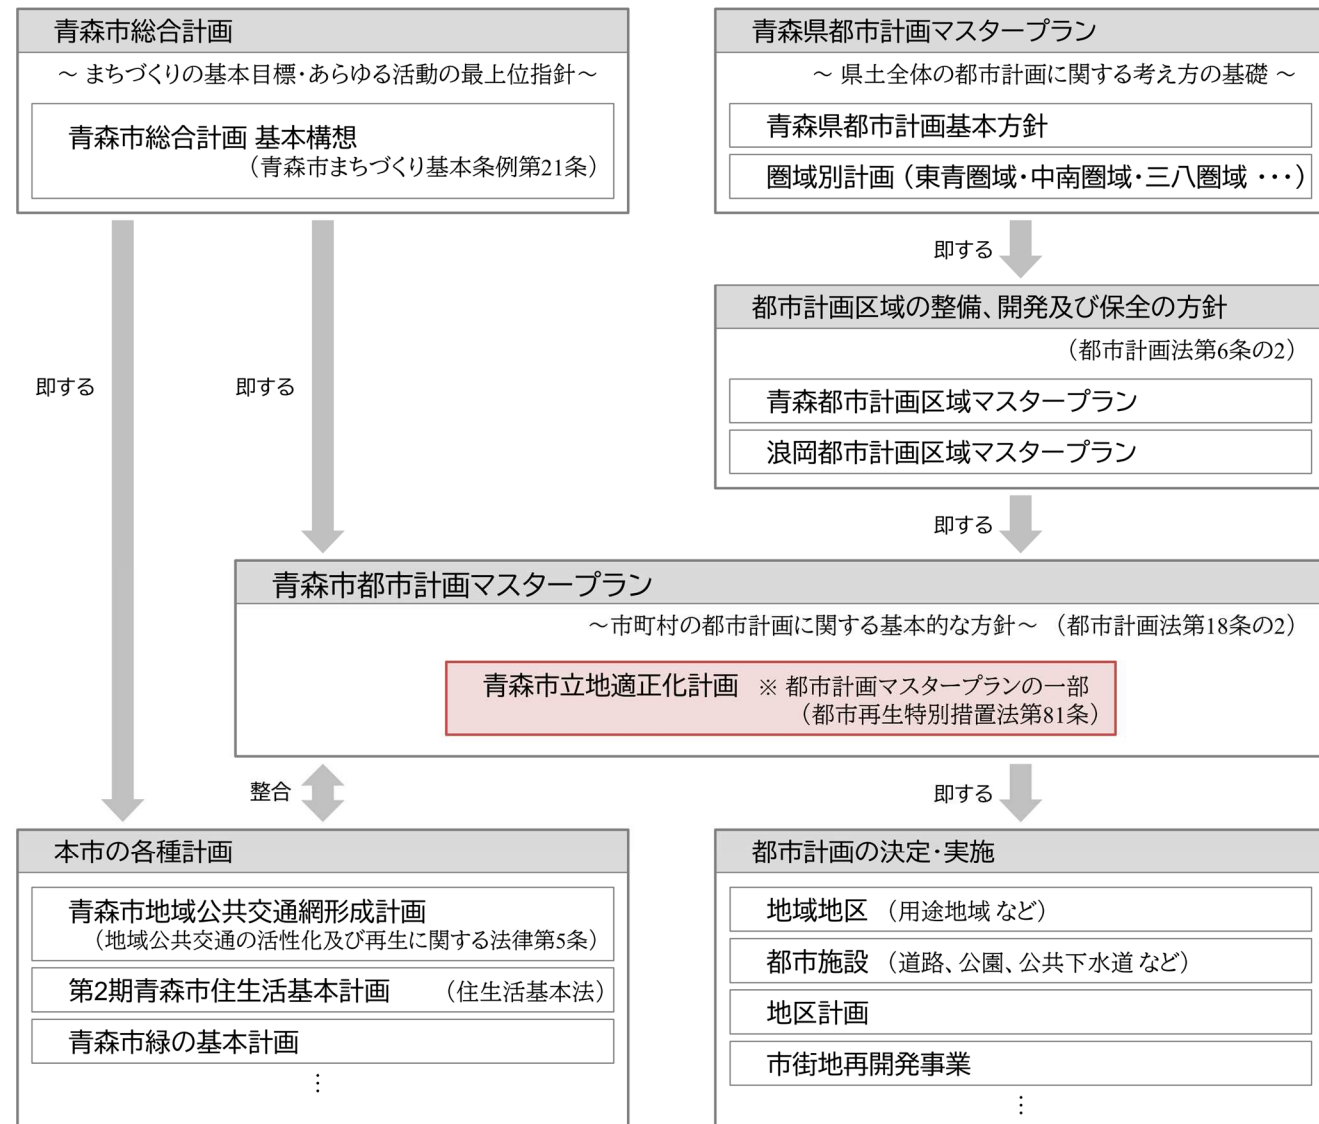 青森市総合計画
～ まちづくりの基本目標・あらゆる活動の最上位指針～
青森市総合計画 基本構想
（青森市まちづくり基本条例第21条）
青森県都市計画マスタープラン
～ 県土全体の都市計画に関する考え方の基礎 ～
青森県都市計画基本方針
圏域別計画（東青圏域・中南圏域・三八圏域 ・・・）
即する
都市計画区域の整備、開発及び保全の方針
（都市計画法第6条の2）
青森都市計画区域マスタープラン
浪岡都市計画区域マスタープラン
即する
即する
即する
青森市都市計画マスタープラン
～市町村の都市計画に関する基本的な方針～ （都市計画法第18条の2）
青森市立地適正化計画 ※ 都市計画マスタープランの一部
（都市再生特別措置法第81条）
整合
即する
本市の各種計画
青森市地域公共交通網形成計画
（地域公共交通の活性化及び再生に関する法律第5条）
第2期青森市住生活基本計画 （住生活基本法）
青森市緑の基本計画
⋮
都市計画の決定・実施
地域地区 （用途地域 など）
都市施設 （道路、公園、公共下水道 など）
地区計画
市街地再開発事業
⋮